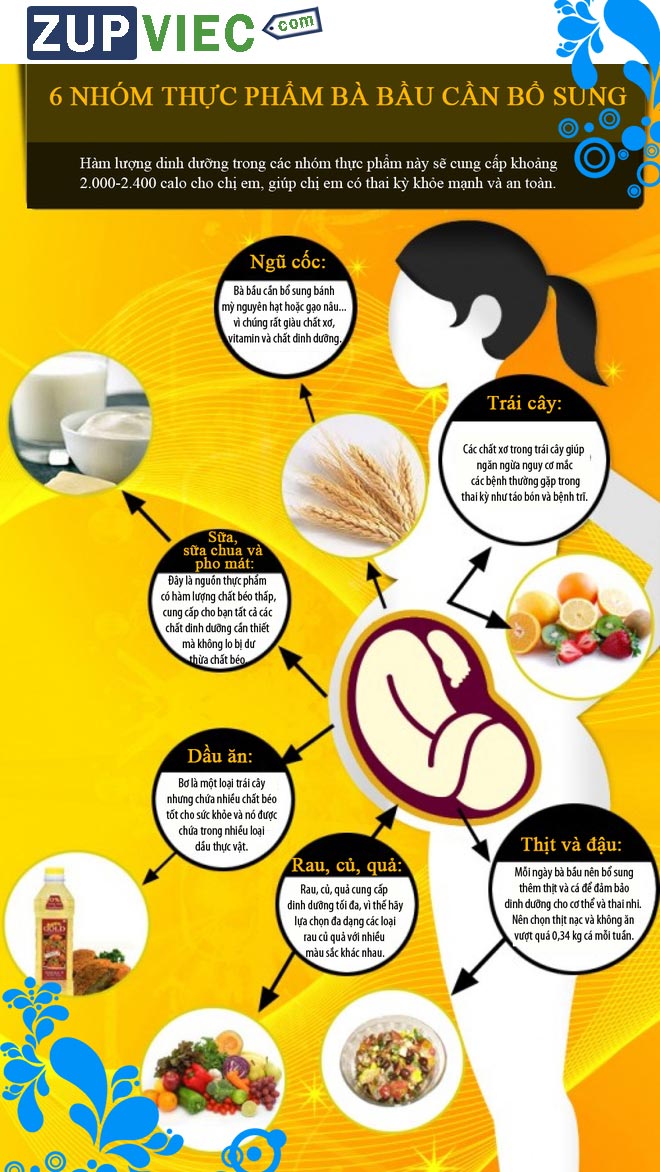 ZUPVIEC.com
6 NHÓM THỰC PHẨM BÀ BẦU CẦN BỔ SUNG
Hàm lượng dinh dưỡng trong các nhóm thực phẩm này sẽ cung cấp khoảng
2.000-2.400 calo cho chị em, giúp chị em có thai kỳ khỏe mạnh và an toàn.
Ngũ cốc:
Bà bầu cần bổ sung bánh
mỳ nguyên hạt hoặc gạo nâu...
vì chúng rất giàu chất xơ,
vitamin và chất dinh dưỡng.
Trái cây:
Các chất xơ trong trái cây giúp
ngăn ngừa nguy cơ mắc
các bệnh thường gặp trong
thai kỳ như táo bón và bệnh trĩ.
Sữa,
sữa chua và
pho mát:
Đây là nguồn thực phẩm
có hàm lượng chất béo thấp,
cung cấp cho bạn tất cả các
chất dinh dưỡng cần thiết
mà không lo bị dư
thừa chất béo.
Dầu ăn:
Bơ là một loại trái cây
nhưng chứa nhiều chất béo
tốt cho sức khỏe và nó được
chứa trong nhiều loại
dầu thực vật.
Rau, củ, quả:
Rau, củ, quả cung cấp
dinh dưỡng tối đa, vì thế hãy
lựa chọn đa dạng các loại
rau củ quả với nhiều
màu sắc khác nhau.
Thịt và đậu:
Mỗi ngày bà bầu nên bổ sung
thêm thịt và cá để đảm bảo
dinh dưỡng cho cơ thể và thai nhi.
Nên chọn thịt nạc và không ăn
vượt quá 0,34 kg cá mỗi tuần.
GOLD